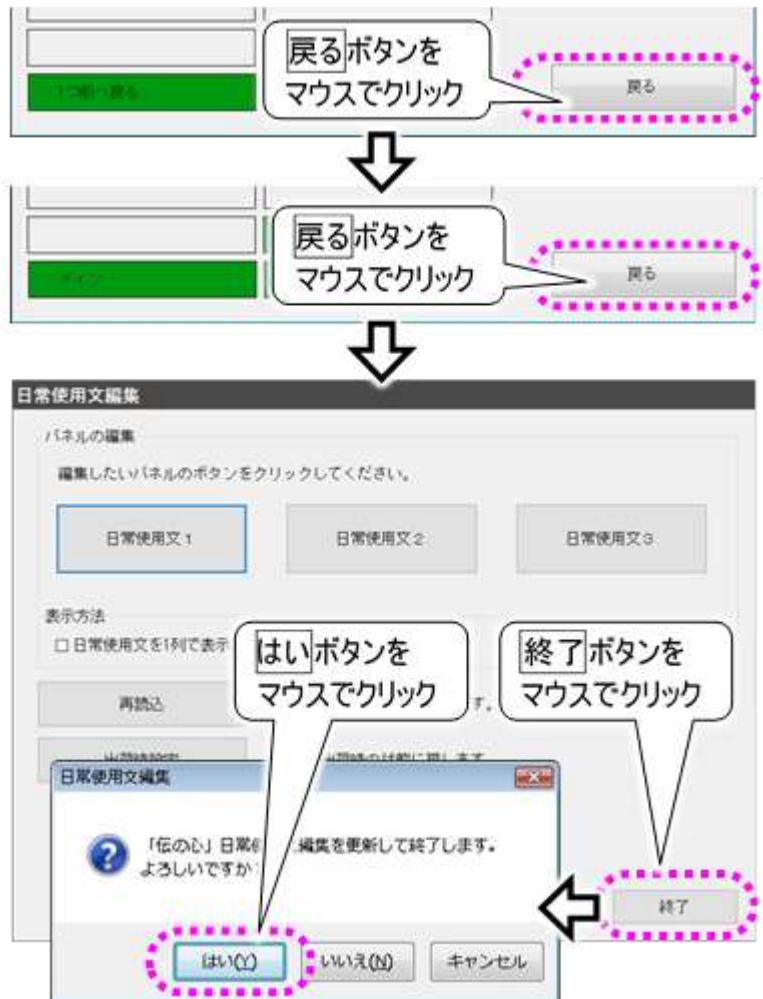 戻るボタンを
マウスでクリック
1つ前へ戻る
戻る
戻るボタンを
マウスでクリック
メイン
戻る
日常使用文編集
パネルの編集
編集したいパネルのボタンをクリックしてください。
日常使用文1
日常使用文2
日常使用文3
表示方法
□日常使用文を1列で表示
はいボタンを
マウスでクリック
終了ボタンを
マウスでクリック
再読込
す。
日常使用文編集
「伝の心」日常使 編集を更新して終了します。
よろしいですか
終了
はい(Y)
いいえ(N)
キャンセル